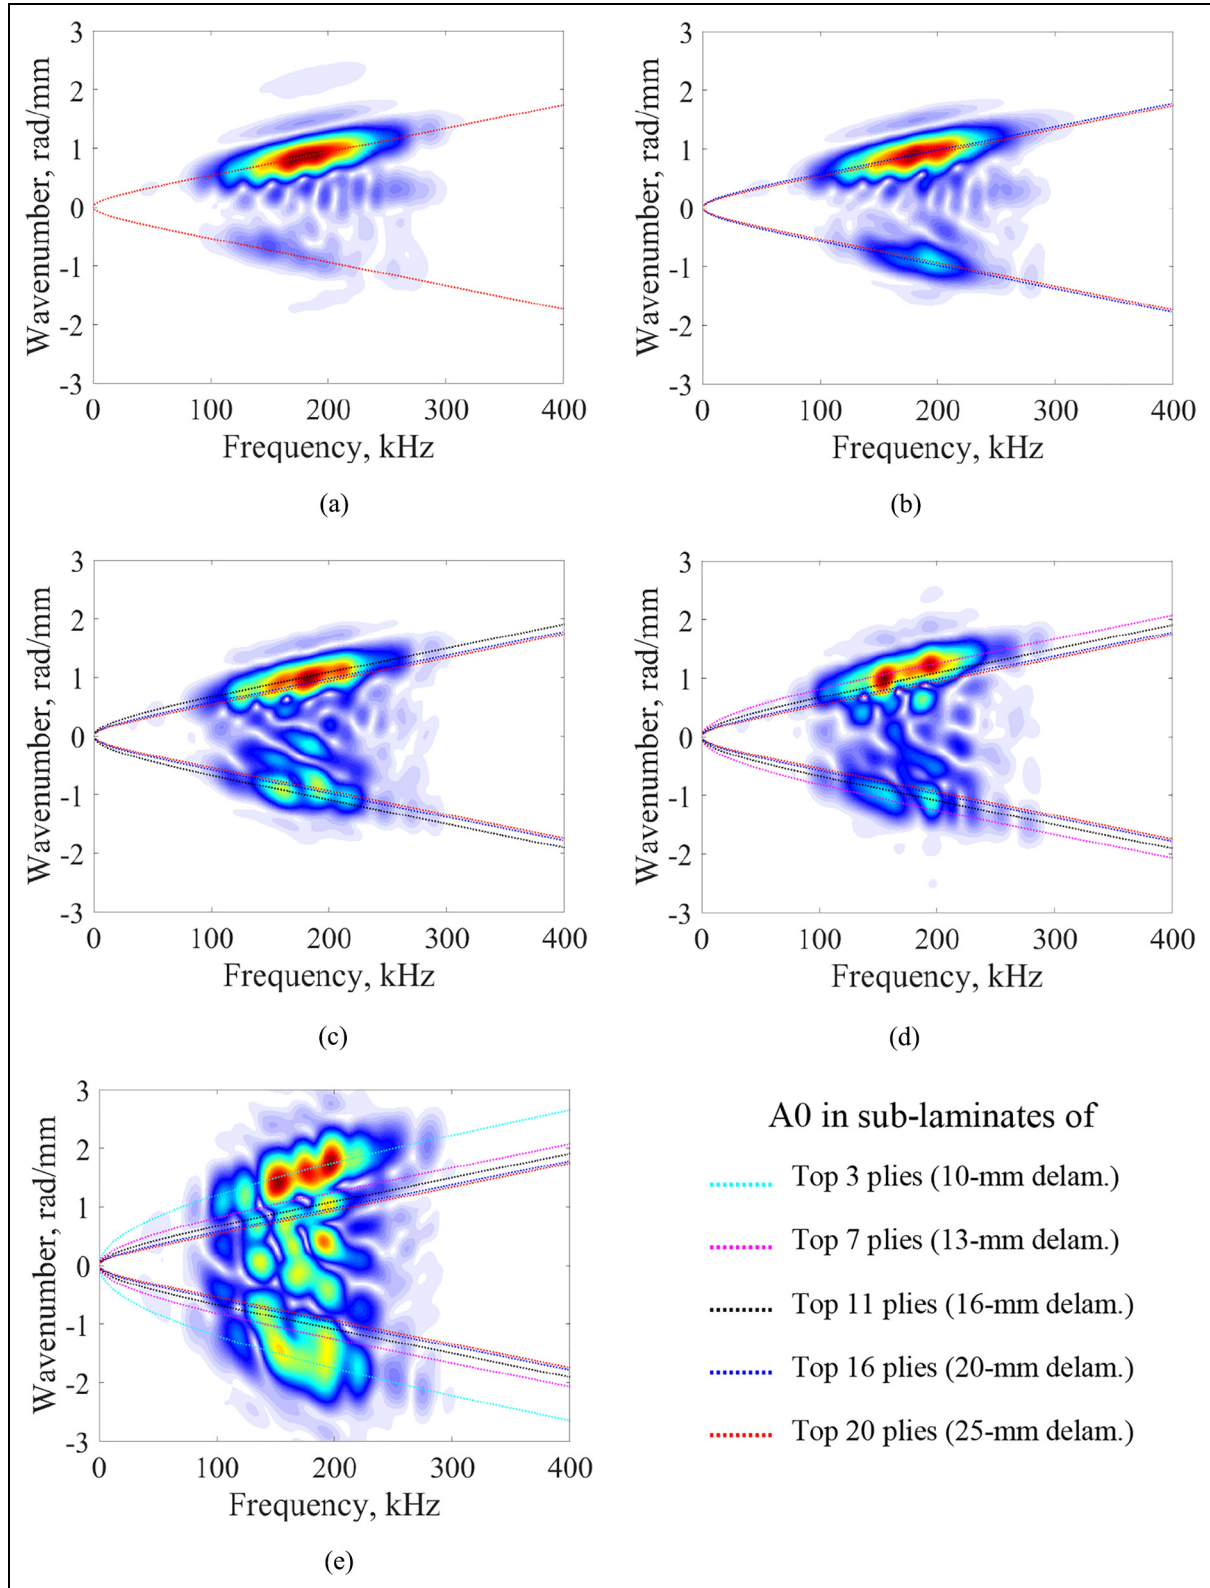 3
2
1
0
-1
-2
-3
Wavenumber, rad/mm
0 100 200 300 400
Frequency, kHz
(a)
3
2
1
0
-1
-2
-3
Wavenumber, rad/mm
0 100 200 300 400
Frequency, kHz
(b)
3
2
1
0
-1
-2
-3
Wavenumber, rad/mm
0 100 200 300 400
Frequency, kHz
(c)
3
2
1
0
-1
-2
-3
Wavenumber, rad/mm
0 100 200 300 400
Frequency, kHz
(d)
3
2
1
0
-1
-2
-3
Wavenumber, rad/mm
0 100 200 300 400
Frequency, kHz
(e)
A0 in sub-laminates of
Top 3 plies (10-mm delam.)
Top 7 plies (13-mm delam.)
Top 11 plies (16-mm delam.)
Top 16 plies (20-mm delam.)
Top 20 plies (25-mm delam.)